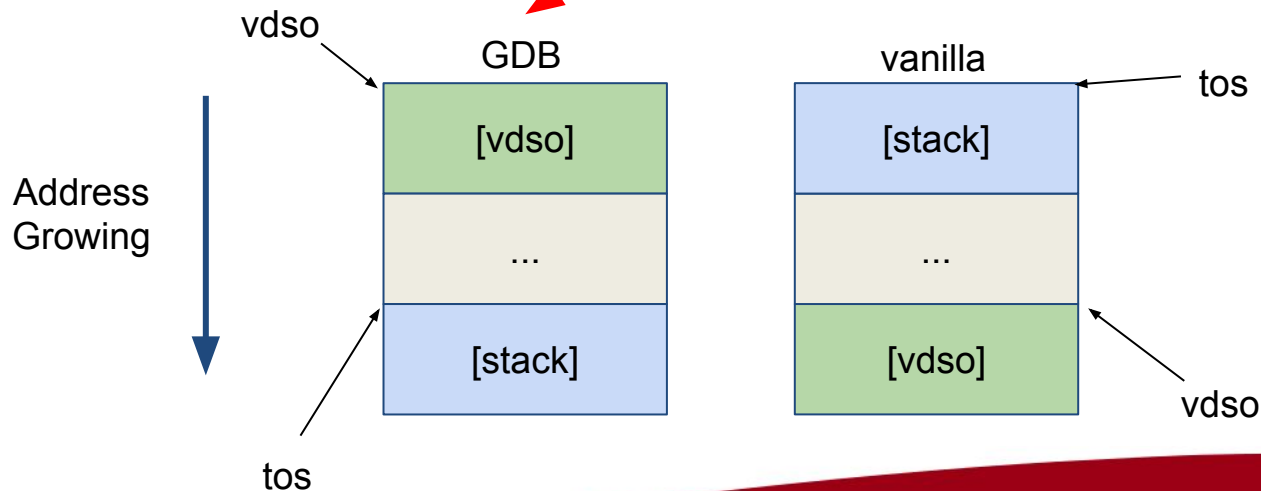 vdso
GDB
vanilla
tos
[vdso]
[stack]
Address
Growing
...
...
[stack]
[vdso]
vdso
tos